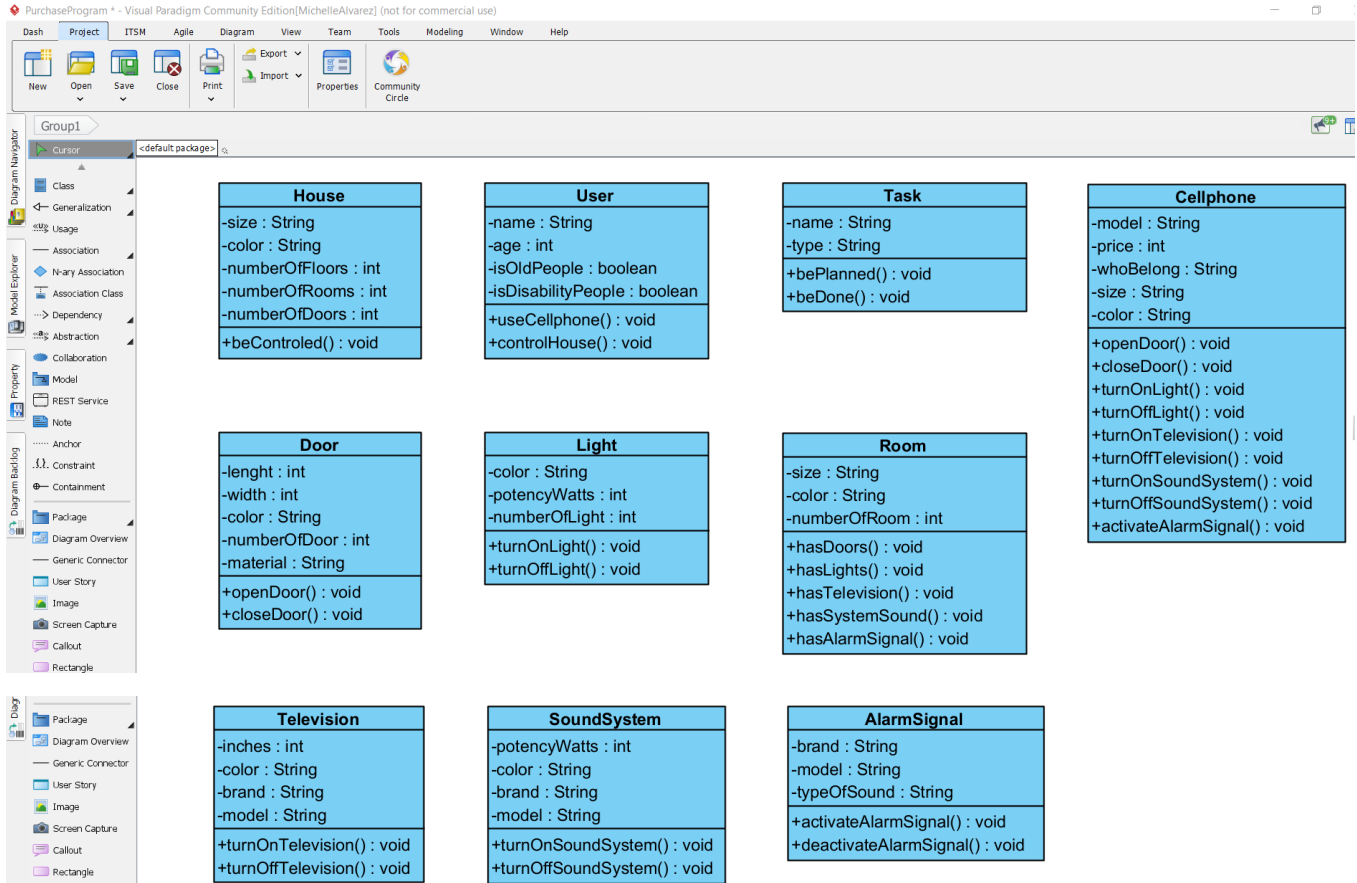 PurchaseProgram * - Visual Paradigm Community Edition[MichelleAlvarez] (not for commercial use)
Dash Project ITSM Agile Diagram View Team Tools Modeling Window Help
New Open Save Close Print Export Import Properties Community Circle
Group1
Diagram Navigator
Model Explorer
Property
Diagram Backlog
Cursor
<default package>
Class
Generalization
<<U>> Usage
Association
N-ary Association
Association Class
Dependency
<<a>> Abstraction
Collaboration
Model
REST Service
Note
Anchor
.{}. Constraint
Containment
Package
Diagram Overview
Generic Connector
User Story
Image
Screen Capture
Callout
Rectangle
House
-size : String
-color : String
-numberOfFloors : int
-numberOfRooms : int
-numberOfDoors : int
+beControled() : void
User
-name : String
-age : int
-isOldPeople : boolean
-isDisabilityPeople : boolean
+useCellphone() : void
+controlHouse() : void
Task
-name : String
-type : String
+bePlanned() : void
+beDone() : void
Cellphone
-model : String
-price : int
-whoBelong : String
-size : String
-color : String
+openDoor() : void
+closeDoor() : void
+turnOnLight() : void
+turnOffLight() : void
+turnOnTelevision() : void
+turnOffTelevision() : void
+turnOnSoundSystem() : void
+turnOffSoundSystem() : void
+activateAlarmSignal() : void
Door
-lenght : int
-width : int
-color : String
-numberOfDoor : int
-material : String
+openDoor() : void
+closeDoor() : void
Light
-color : String
-potencyWatts : int
-numberOfLight : int
+turnOnLight() : void
+turnOffLight() : void
Room
-size : String
-color : String
-numberOfRoom : int
+hasDoors() : void
+hasLights() : void
+hasTelevision() : void
+hasSystemSound() : void
+hasAlarmSignal() : void
Diagr
Package
Diagram Overview
Generic Connector
User Story
Image
Screen Capture
Callout
Rectangle
Television
-inches : int
-color : String
-brand : String
-model : String
+turnOnTelevision() : void
+turnOffTelevision() : void
SoundSystem
-potencyWatts : int
-color : String
-brand : String
-model : String
+turnOnSoundSystem() : void
+turnOffSoundSystem() : void
AlarmSignal
-brand : String
-model : String
-typeOfSound : String
+activateAlarmSignal() : void
+deactivateAlarmSignal() : void